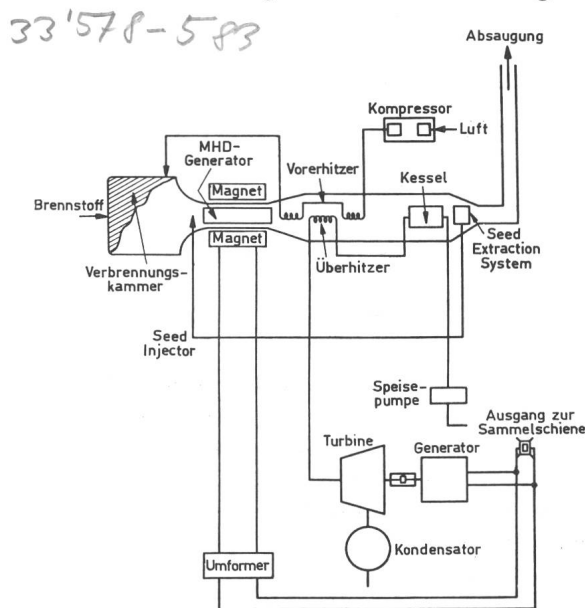 33'578-583
Absaugung
Kompressor
Luft
MHD-
Generator
Vorerhitzer
Magnet
Kessel
Brennstoff
Magnet
Seed
Extraction
System
Verbrennungs-
kammer
Überhitzer
Seed
Injector
Speise-
pumpe
Ausgang zur
Sammelschiene
Turbine
Generator
Kondensator
Umformer